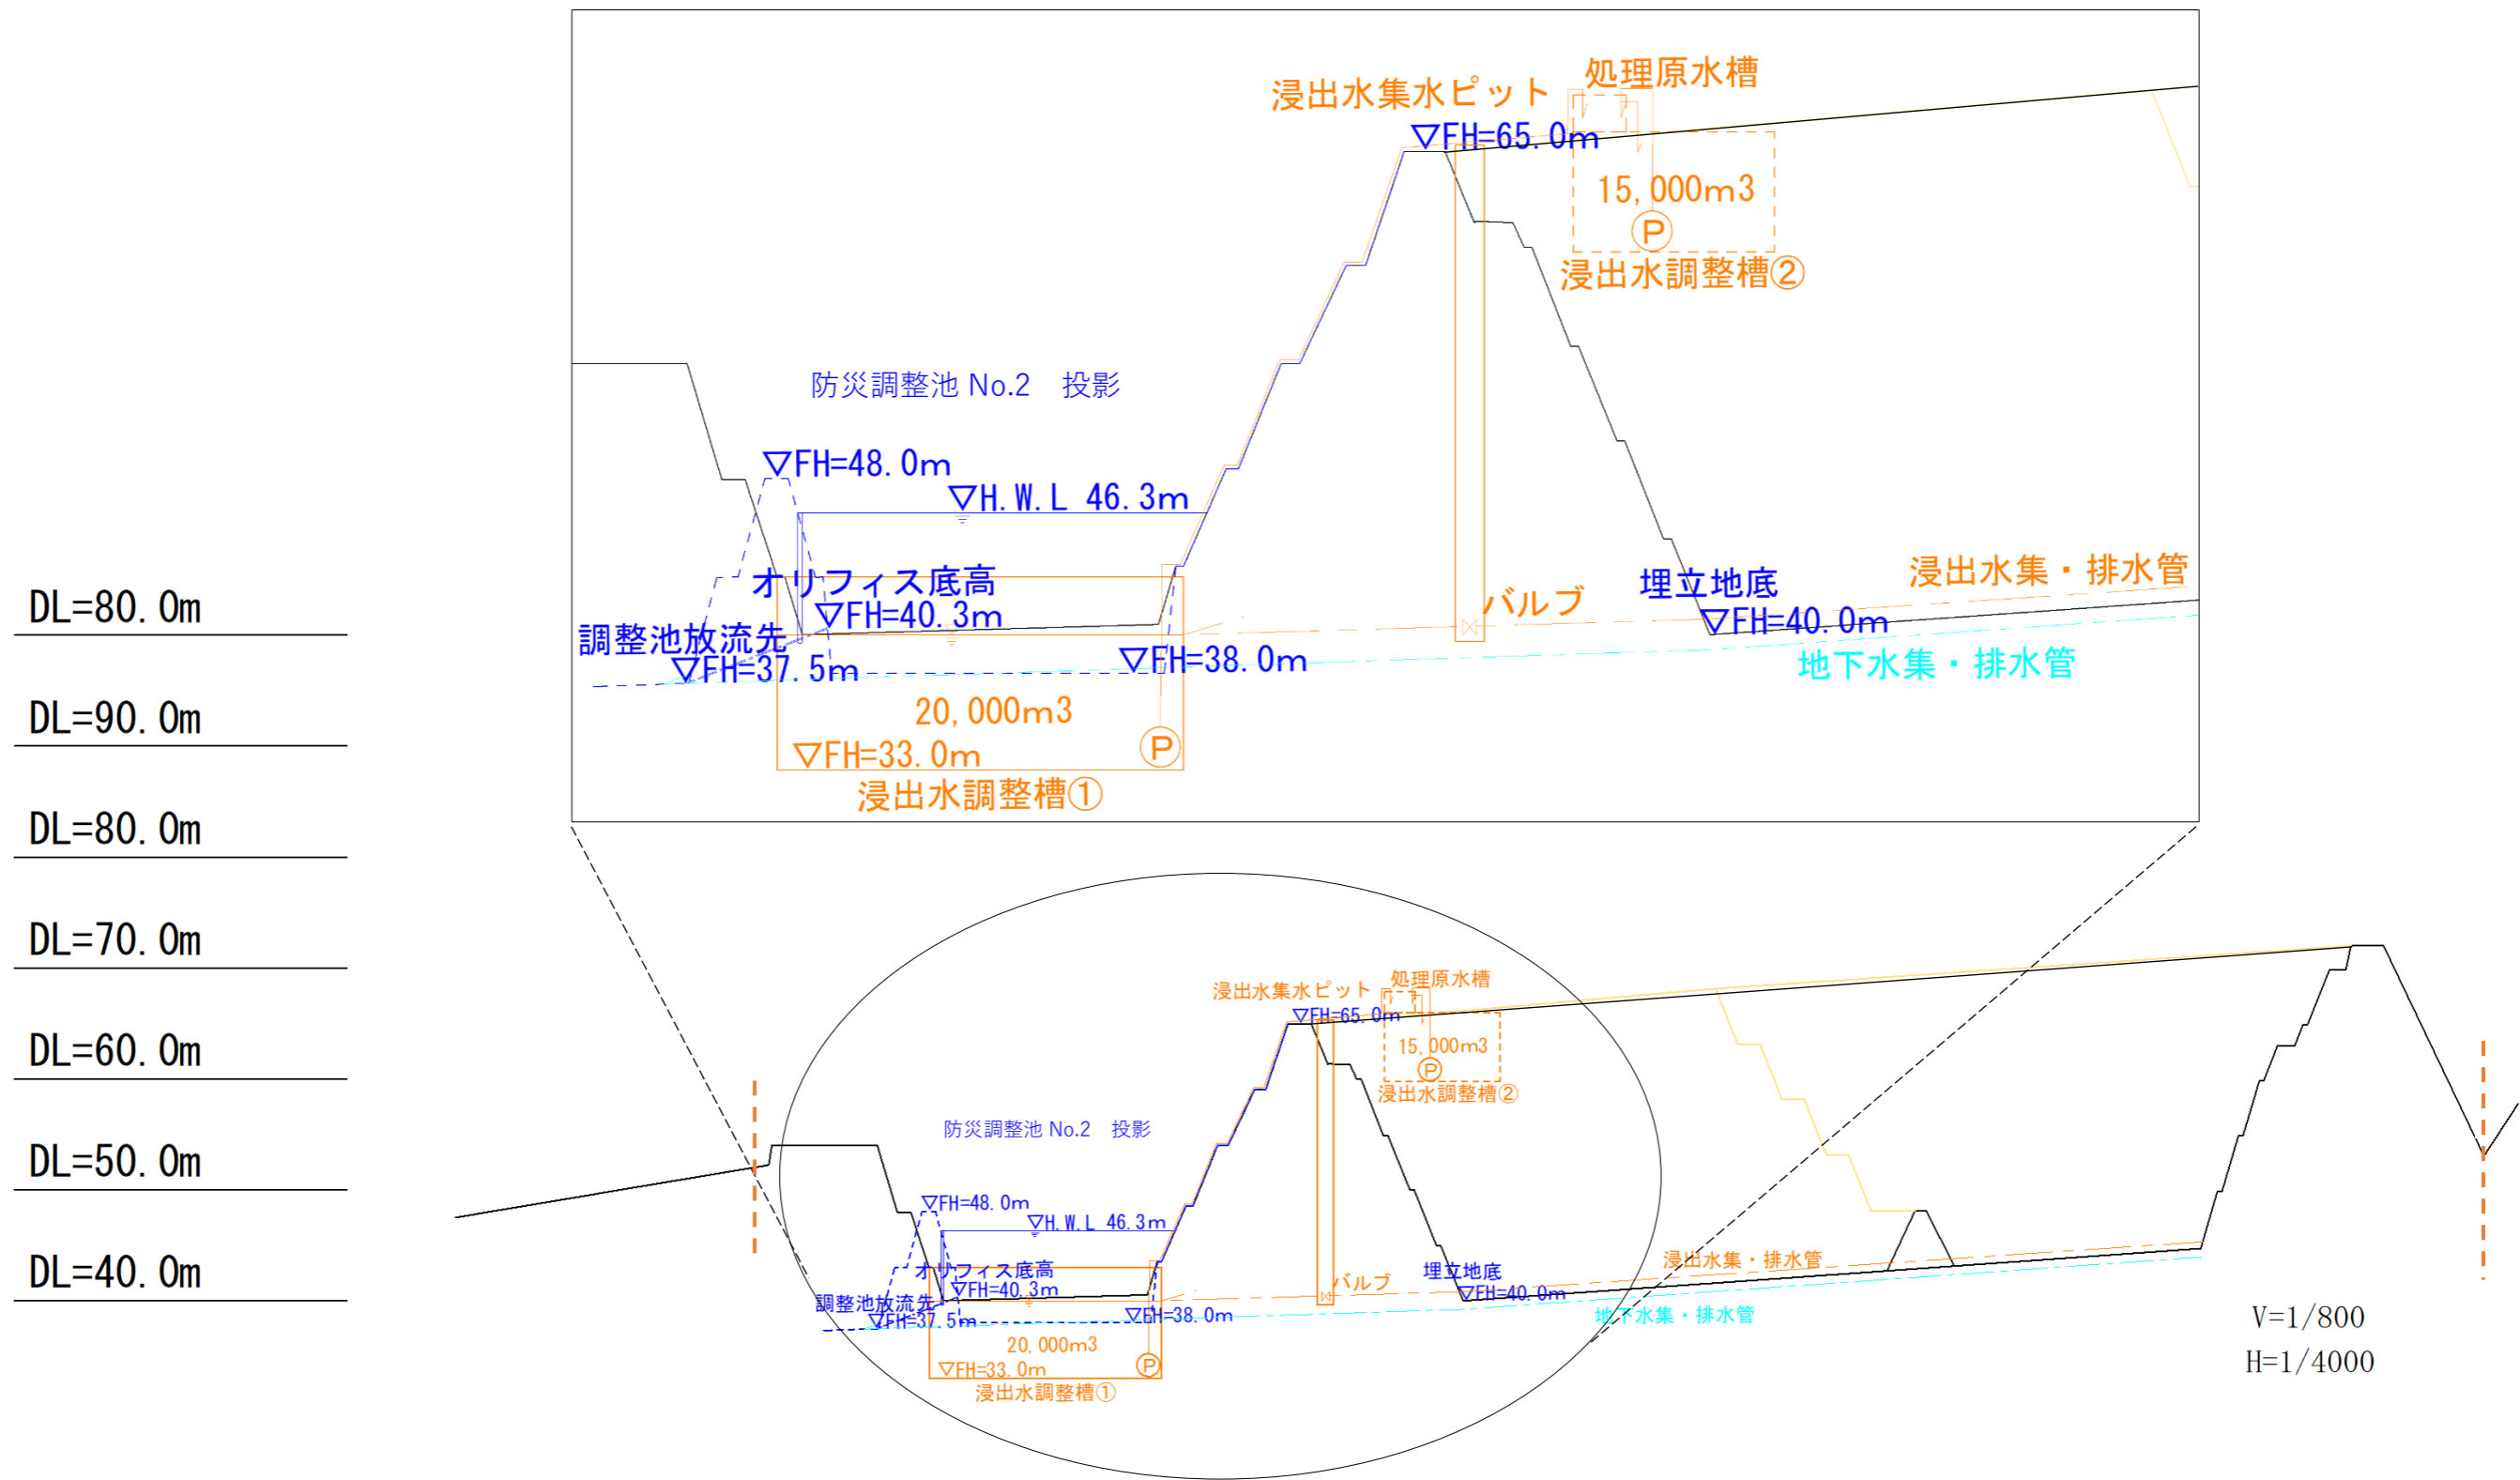 浸出水集水ピット
処理原水槽
▽FH=65.0m
15,000m3
P
浸出水調整槽②
防災調整池 No.2　投影
▽FH=48.0m
▽H.W.L 46.3m
オリフィス底高
▽FH=40.3m
調整池放流先
▽FH=37.5m
▽FH=38.0m
バルブ
埋立地底
▽FH=40.0m
浸出水集・排水管
地下水集・排水管
20,000m3
▽FH=33.0m
P
浸出水調整槽①
DL=80.0m
DL=90.0m
DL=80.0m
DL=70.0m
DL=60.0m
DL=50.0m
DL=40.0m
浸出水集水ピット
処理原水槽
▽FH=65.0m
15,000m3
P
浸出水調整槽②
防災調整池 No.2　投影
▽FH=48.0m
▽H.W.L 46.3m
オリフィス底高
▽FH=40.3m
調整池放流先
▽FH=37.5m
▽FH=38.0m
バルブ
埋立地底
▽FH=40.0m
浸出水集・排水管
地下水集・排水管
20,000m3
▽FH=33.0m
P
浸出水調整槽①
V=1/800
H=1/4000